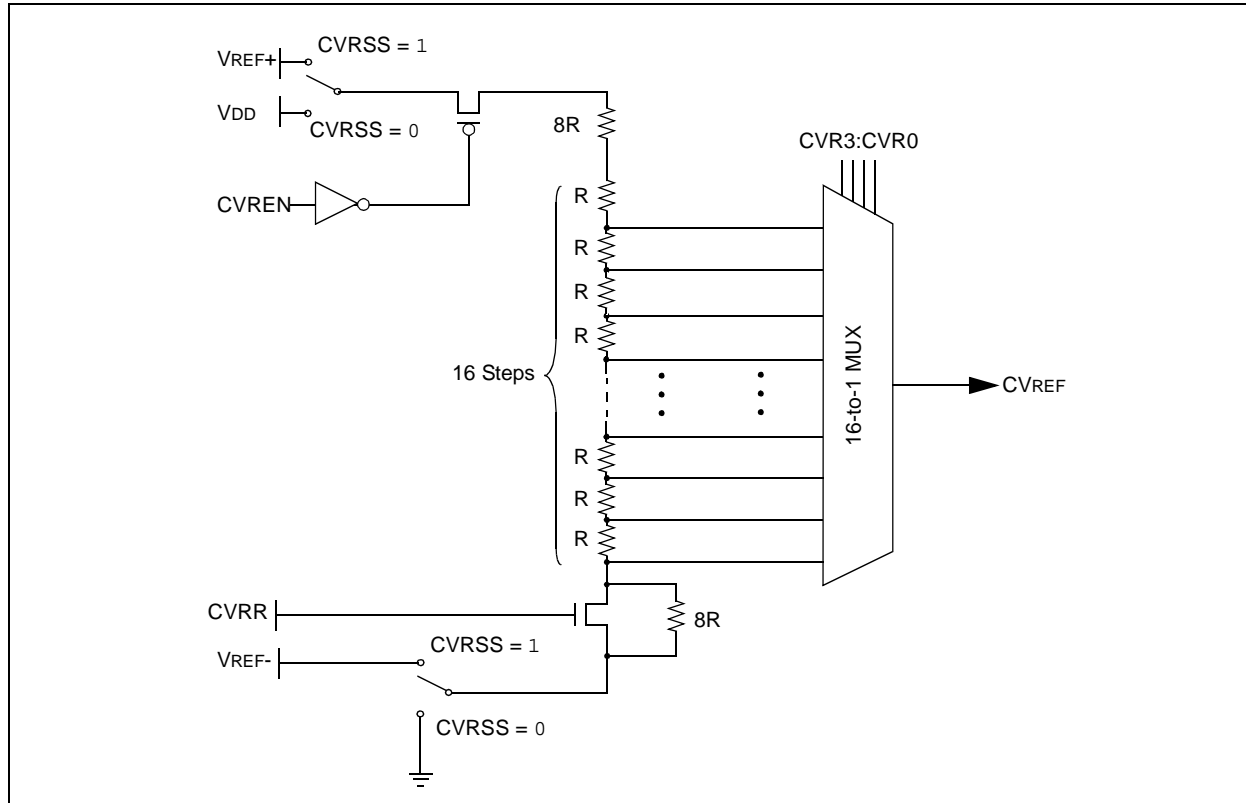 CVRSS = 1
VREF+
VDD
CVRSS = 0
8R
CVR3:CVR0
CVREN
R
R
R
R
16 Steps
16-to-1 MUX
CVREF
R
R
R
CVRR
8R
CVRSS = 1
VREF-
CVRSS = 0